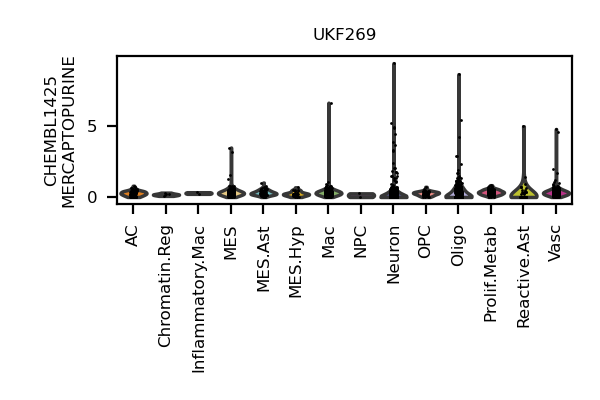 UKF269
CHEMBL1425
MERCAPTOPURINE
5
0
AC
Chromatin.Reg
Inflammatory.Mac
MES
MES.Ast
MES.Hyp
Mac
NPC
Neuron
OPC
Oligo
Prolif.Metab
Reactive.Ast
Vasc